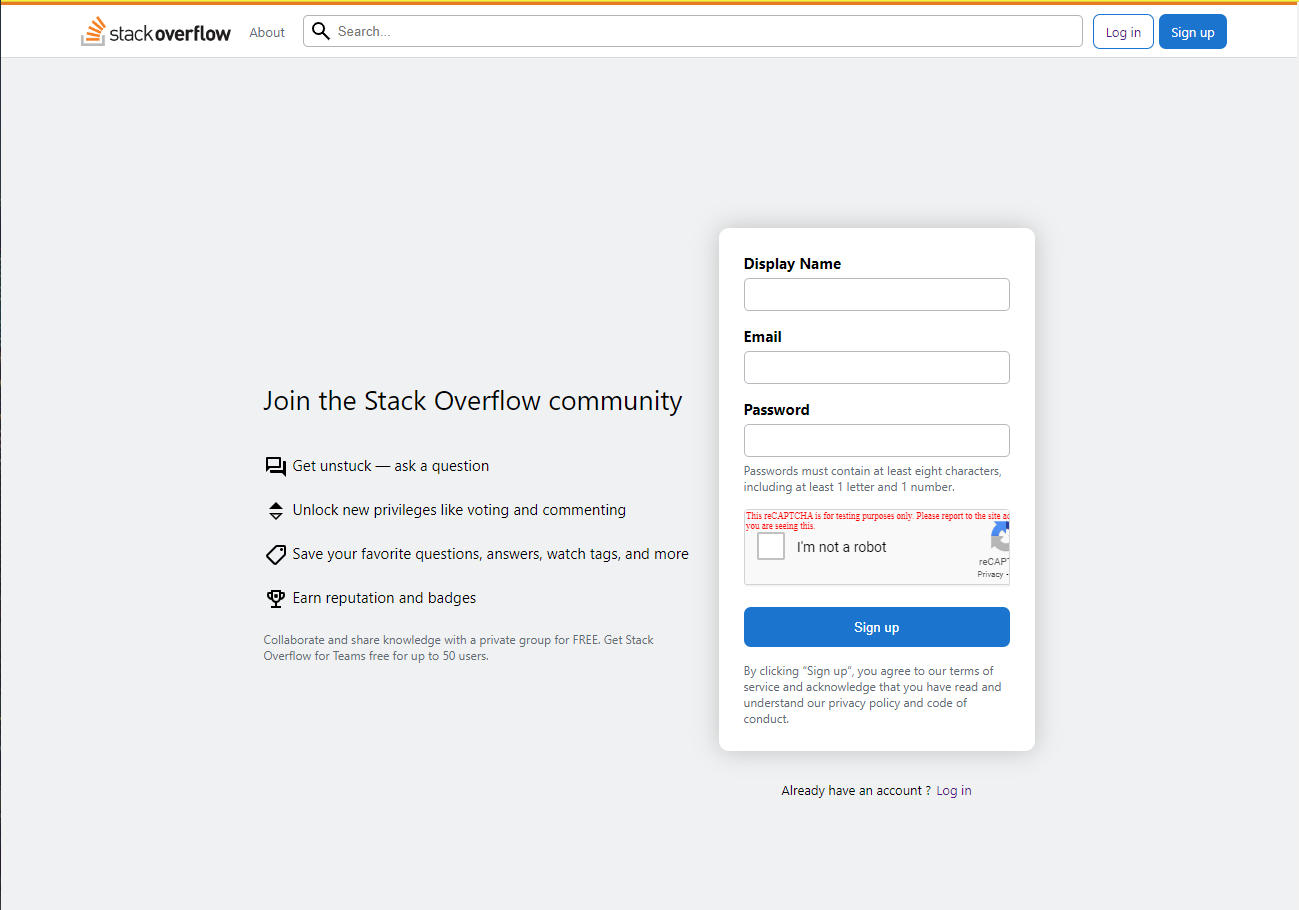 stack overflow About Search... Log in Sign up
Display Name
Email
Password
Passwords must contain at least eight characters,
including at least 1 letter and 1 number.
This reCAPTCHA is for testing purposes only. Please report to the site
you are seeing this.
I'm not a robot
reCAPT
Privacy -
Sign up
By clicking “Sign up”, you agree to our terms of
service and acknowledge that you have read and
understand our privacy policy and code of
conduct.
Already have an account ? Log in
Join the Stack Overflow community
Get unstuck — ask a question
Unlock new privileges like voting and commenting
Save your favorite questions, answers, watch tags, and more
Earn reputation and badges
Collaborate and share knowledge with a private group for FREE. Get Stack
Overflow for Teams free for up to 50 users.